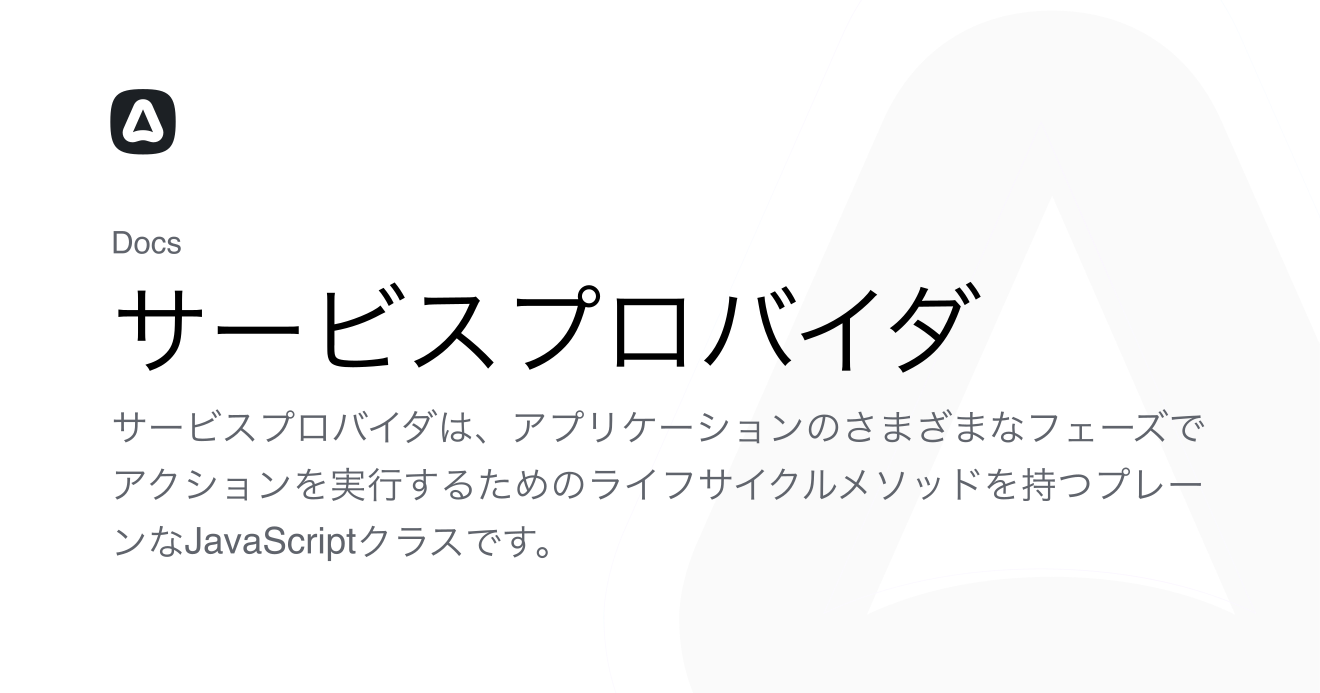 Docs
サービスプロバイダ
サービスプロバイダは、アプリケーションのさまざまなフェーズで
アクションを実行するためのライフサイクルメソッドを持つプレー
ンなJavaScriptクラスです。